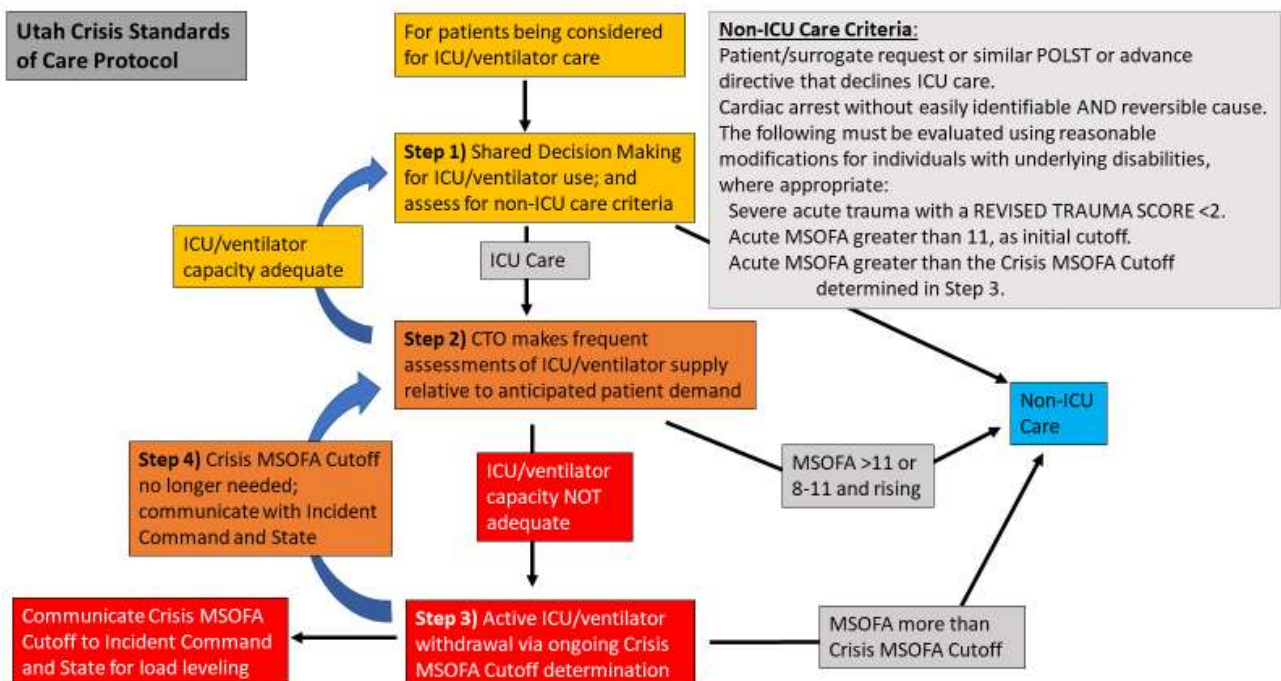 Utah Crisis Standards
of Care Protocol
For patients being considered
for ICU/ventilator care
Non-ICU Care Criteria:
Patient/surrogate request or similar POLST or advance
directive that declines ICU care.
Cardiac arrest without easily identifiable AND reversible cause.
The following must be evaluated using reasonable
modifications for individuals with underlying disabilities,
where appropriate:
Severe acute trauma with a REVISED TRAUMA SCORE <2.
Acute MSOFA greater than 11, as initial cutoff.
Acute MSOFA greater than the Crisis MSOFA Cutoff
determined in Step 3.
Step 1) Shared Decision Making
for ICU/ventilator use; and
assess for non-ICU care criteria
ICU/ventilator
capacity adequate
ICU Care
Step 2) CTO makes frequent
assessments of ICU/ventilator supply
relative to anticipated patient demand
Non-ICU
Care
Step 4) Crisis MSOFA Cutoff
no longer needed;
communicate with Incident
Command and State
ICU/ventilator
capacity NOT
adequate
MSOFA >11 or
8-11 and rising
Communicate Crisis MSOFA
Cutoff to Incident Command
and State for load leveling
Step 3) Active ICU/ventilator
withdrawal via ongoing Crisis
MSOFA Cutoff determination
MSOFA more than
Crisis MSOFA Cutoff